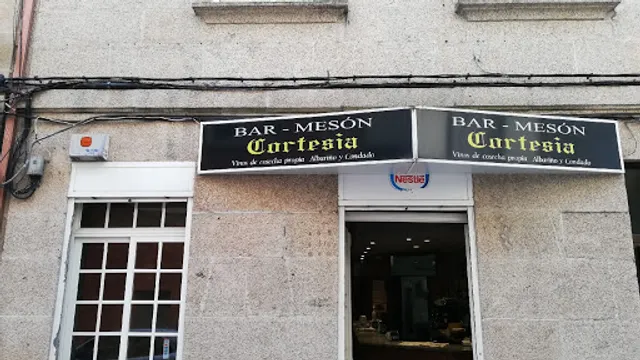 BAR - MESÓN
Cortesia
Vinos de cosecha propia Albariño y Condado
BAR - MESÓN
Cortesia
Vinos de cosecha propia Albariño y Condado
Nestlé